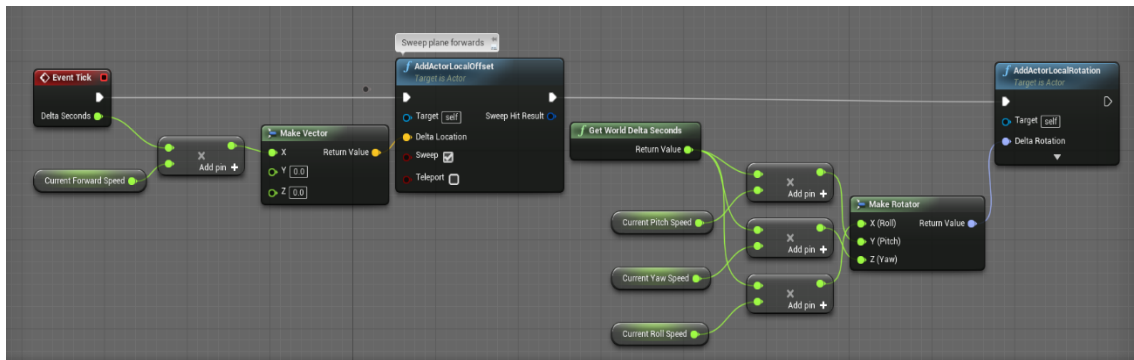 Sweep plane forwards
Event Tick
Delta Seconds
Current Forward Speed
X
Add pin +
Make Vector
X
Return Value
Y 0.0
Z 0.0
f AddActorLocalOffset
Target is Actor
Target self
Sweep Hit Result
Delta Location
Sweep
Teleport
f Get World Delta Seconds
Return Value
Current Pitch Speed
X
Add pin +
Current Yaw Speed
X
Add pin +
Current Roll Speed
X
Add pin +
Make Rotator
X (Roll)
Return Value
Y (Pitch)
Z (Yaw)
f AddActorLocalRotation
Target is Actor
Target self
Delta Rotation